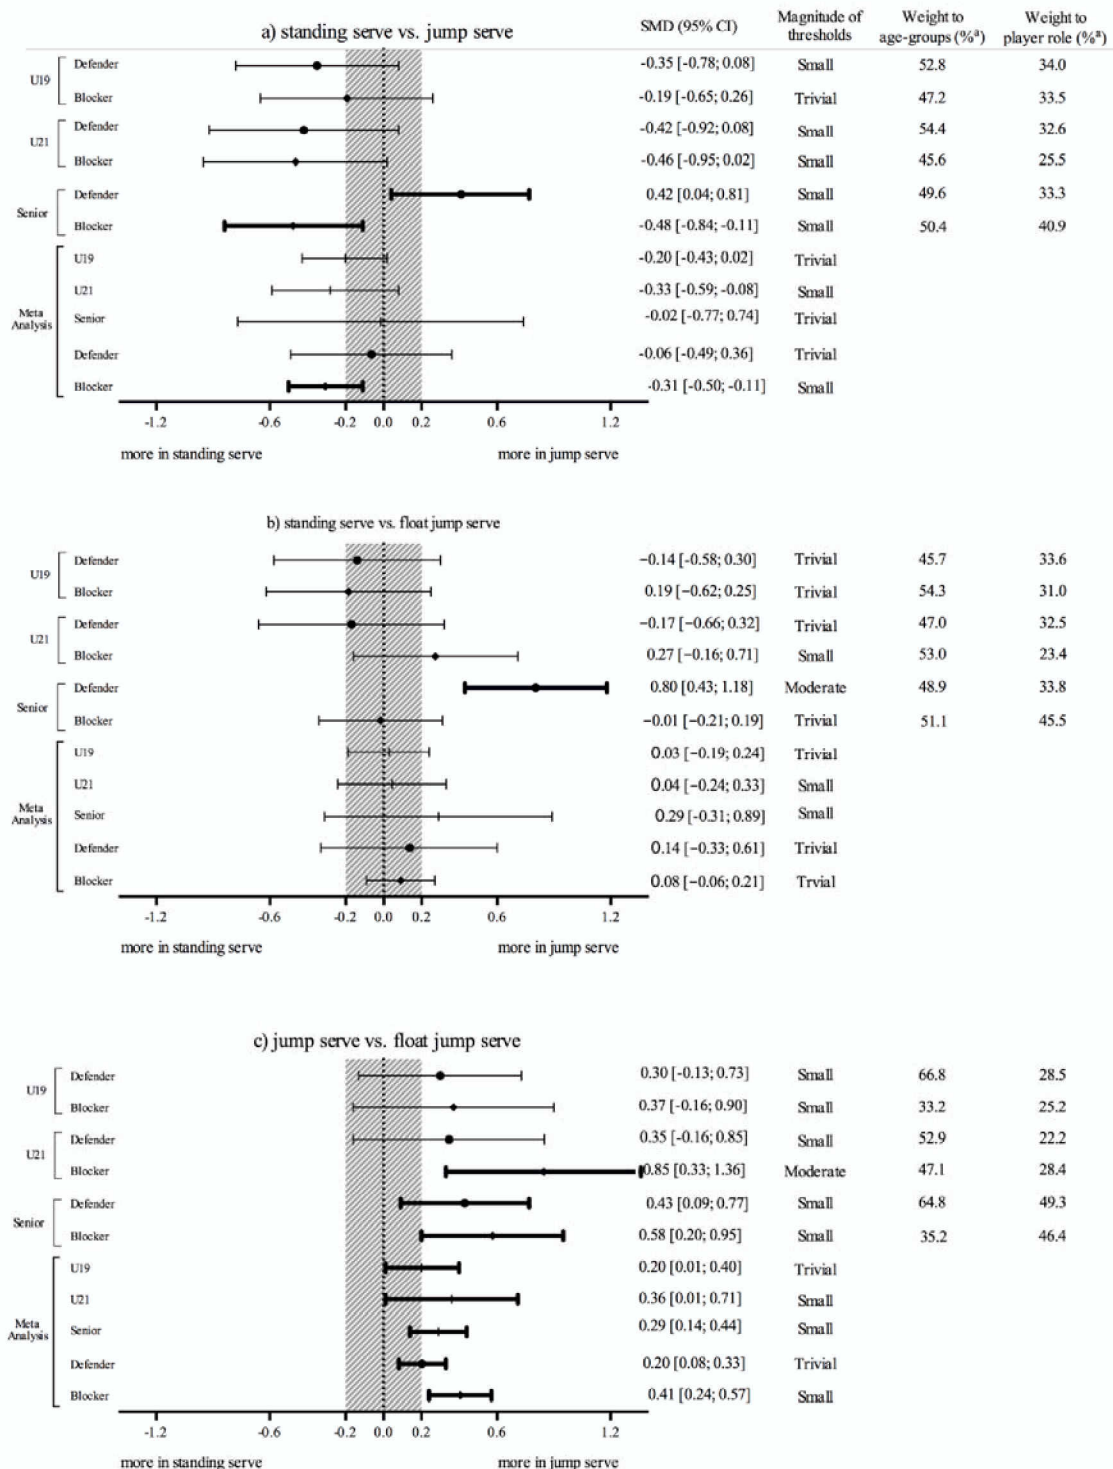 a) standing serve vs. jump serve
SMD (95% CI)
Magnitude of thresholds
Weight to age-groups (%ª)
Weight to player role (%ª)
U19
Defender -0.35 [-0.78; 0.08] Small 52.8 34.0
Blocker -0.19 [-0.65; 0.26] Trivial 47.2 33.5
U21
Defender -0.42 [-0.92; 0.08] Small 54.4 32.6
Blocker -0.46 [-0.95; 0.02] Small 45.6 25.5
Senior
Defender 0.42 [0.04; 0.81] Small 49.6 33.3
Blocker -0.48 [-0.84; -0.11] Small 50.4 40.9
Meta Analysis
U19 -0.20 [-0.43; 0.02] Trivial
U21 -0.33 [-0.59; -0.08] Small
Senior -0.02 [-0.77; 0.74] Trivial
Defender -0.06 [-0.49; 0.36] Trivial
Blocker -0.31 [-0.50; -0.11] Small
-1.2 -0.6 -0.2 0.0 0.2 0.6 1.2
more in standing serve more in jump serve
b) standing serve vs. float jump serve
U19
Defender −0.14 [−0.58; 0.30] Trivial 45.7 33.6
Blocker 0.19 [−0.62; 0.25] Trivial 54.3 31.0
U21
Defender −0.17 [−0.66; 0.32] Trivial 47.0 32.5
Blocker 0.27 [−0.16; 0.71] Small 53.0 23.4
Senior
Defender 0.80 [0.43; 1.18] Moderate 48.9 33.8
Blocker −0.01 [−0.21; 0.19] Trivial 51.1 45.5
Meta Analysis
U19 0.03 [−0.19; 0.24] Trivial
U21 0.04 [−0.24; 0.33] Small
Senior 0.29 [-0.31; 0.89] Small
Defender 0.14 [−0.33; 0.61] Trivial
Blocker 0.08 [−0.06; 0.21] Trvial
-1.2 -0.6 -0.2 0.0 0.2 0.6 1.2
more in standing serve more in jump serve
c) jump serve vs. float jump serve
U19
Defender 0.30 [-0.13; 0.73] Small 66.8 28.5
Blocker 0.37 [-0.16; 0.90] Small 33.2 25.2
U21
Defender 0.35 [-0.16; 0.85] Small 52.9 22.2
Blocker 0.85 [0.33; 1.36] Moderate 47.1 28.4
Senior
Defender 0.43 [0.09; 0.77] Small 64.8 49.3
Blocker 0.58 [0.20; 0.95] Small 35.2 46.4
Meta Analysis
U19 0.20 [0.01; 0.40] Trivial
U21 0.36 [0.01; 0.71] Small
Senior 0.29 [0.14; 0.44] Small
Defender 0.20 [0.08; 0.33] Trivial
Blocker 0.41 [0.24; 0.57] Small
-1.2 -0.6 -0.2 0.0 0.2 0.6 1.2
more in standing serve more in jump serve